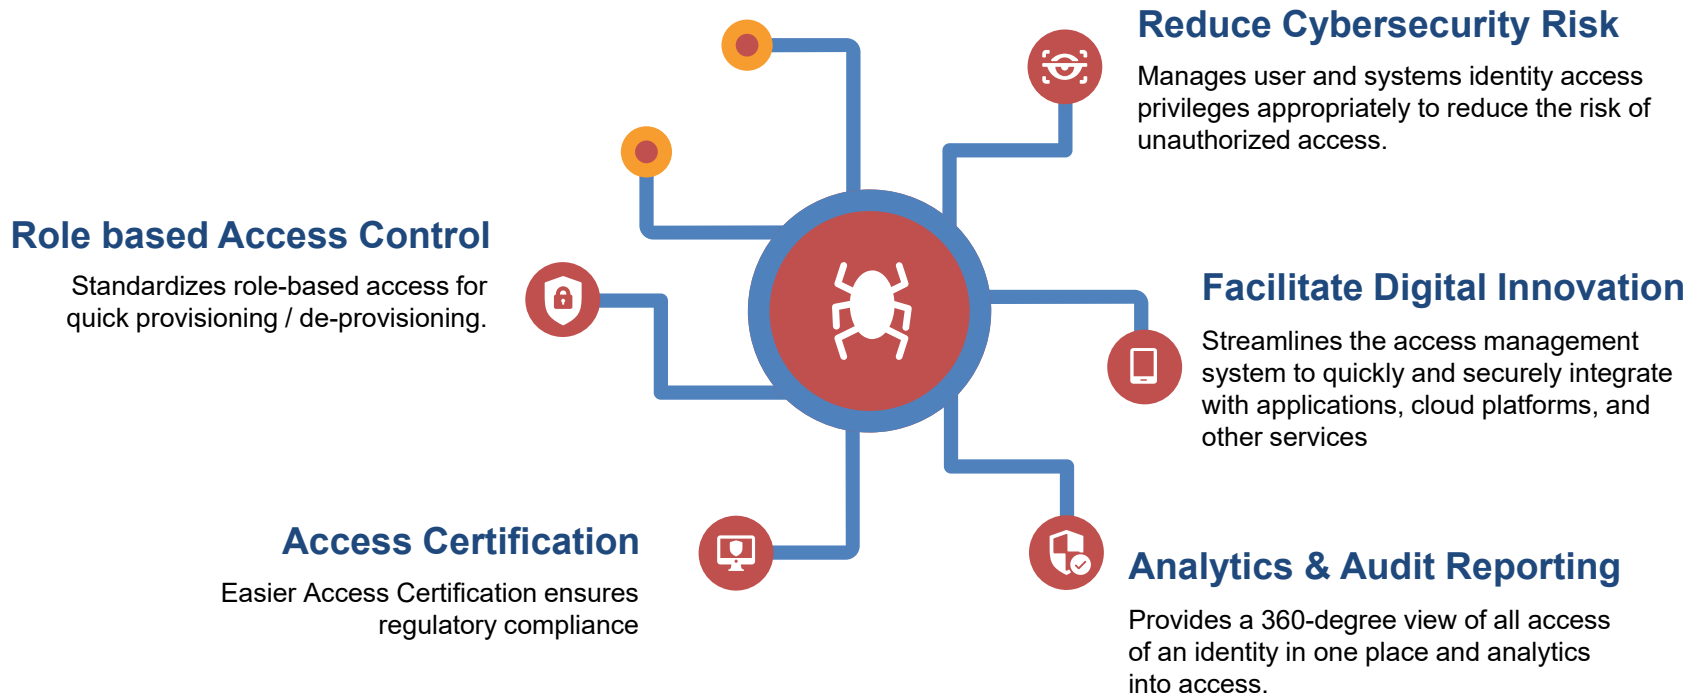 Reduce Cybersecurity Risk
Manages user and systems identity access
privileges appropriately to reduce the risk of
unauthorized access.
Role based Access Control
Standardizes role-based access for
quick provisioning / de-provisioning.
Facilitate Digital Innovation
Streamlines the access management
system to quickly and securely integrate
with applications, cloud platforms, and
other services
Access Certification
Easier Access Certification ensures
regulatory compliance
Analytics & Audit Reporting
Provides a 360-degree view of all access
of an identity in one place and analytics
into access.